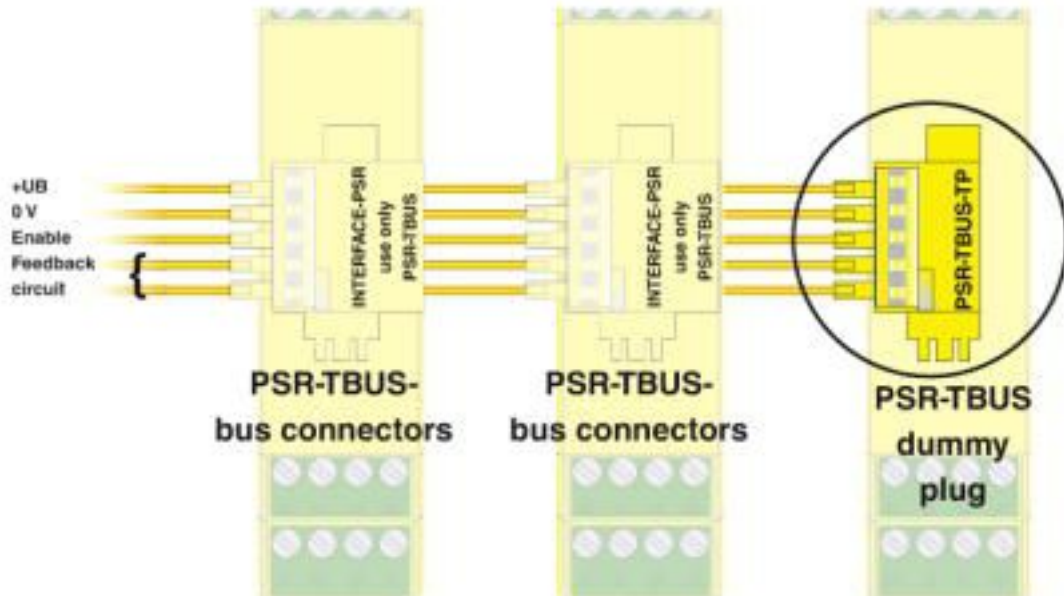 +UB
0 V
Enable
Feedback
circuit
{
INTERFACE-PSR
use only
PSR-TBUS
INTERFACE-PSR
use only
PSR-TBUS
PSR-TBUS-TP
PSR-TBUS-
bus connectors
PSR-TBUS-
bus connectors
PSR-TBUS
dummy
plug